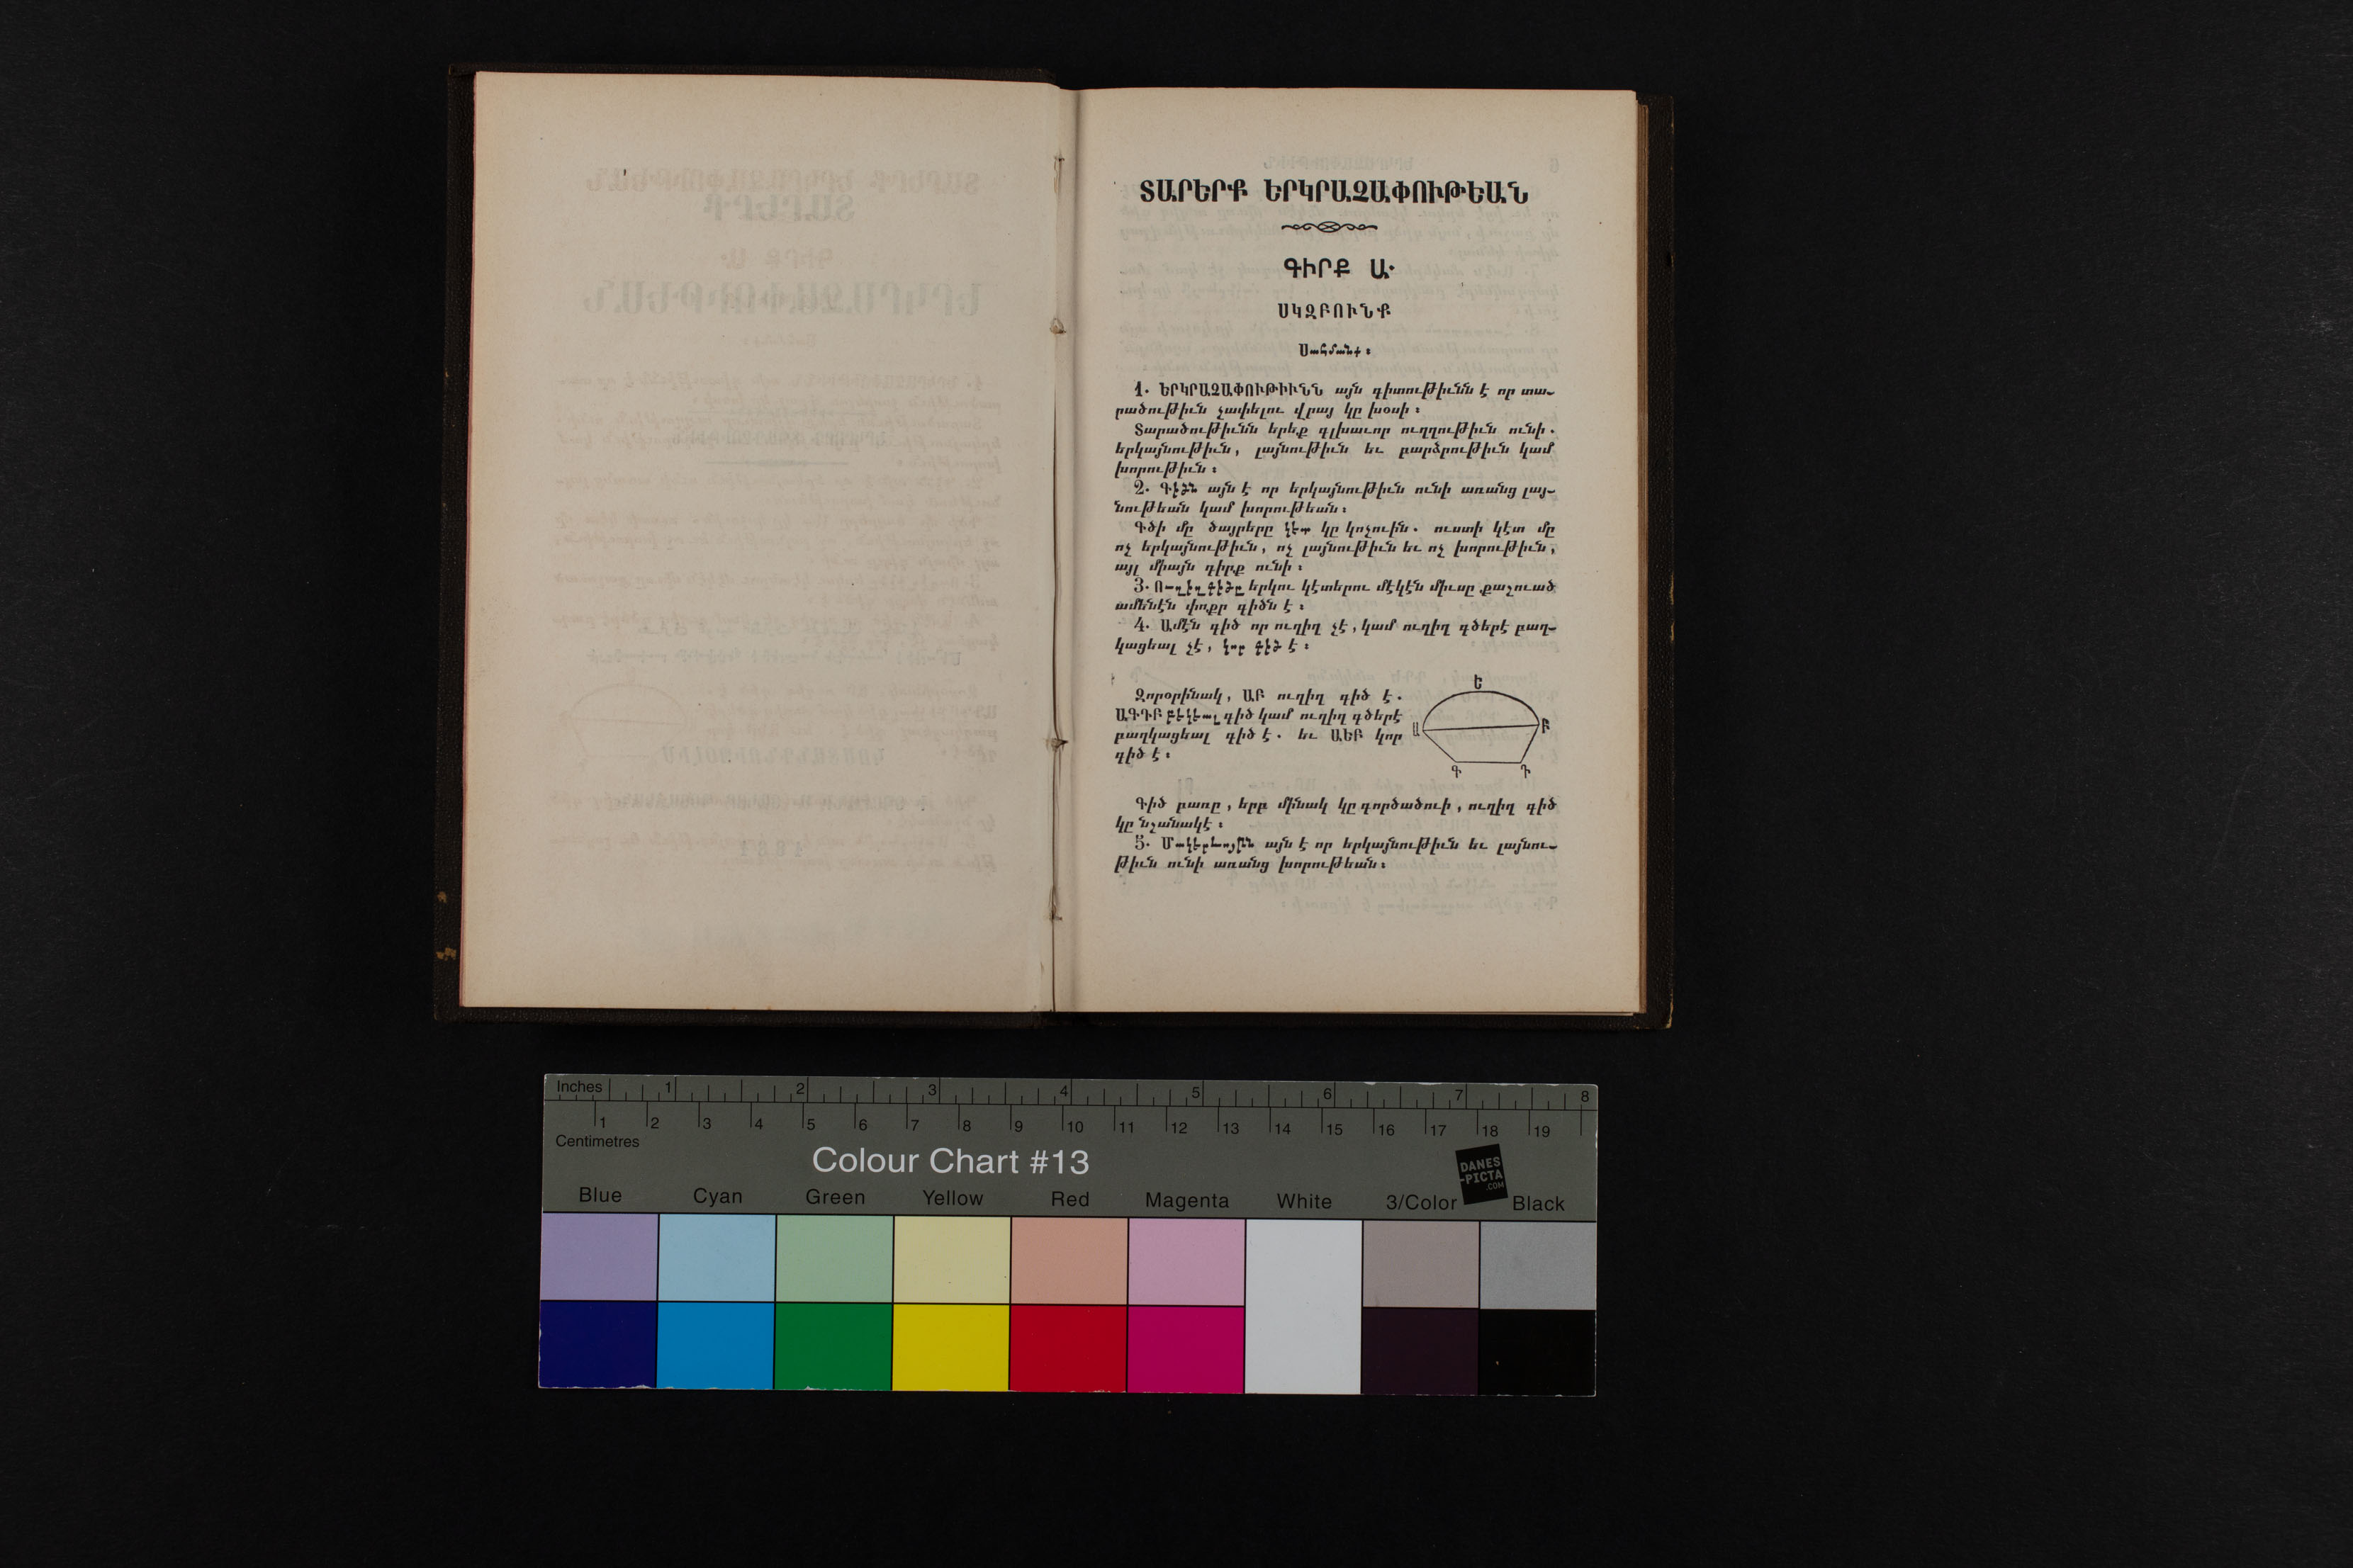 ՏԱՐԵՐՔ ԵՐԿՐԱՉԱՓՈՒԹԵԱՆ
ԳԻՐՔ Ա.
ՍԿԶԲՈՒՆՔ
Սահմանք։
1. ԵՐԿՐԱՉԱՓՈՒԹԻՒՆՆ այն գիտութիւնն է որ տա-
րածութիւն չափելու վրայ կը խօսի։
Տարածութիւնն երեք գլխաւոր ուղղութիւն ունի.
երկայնութիւն, լայնութիւն եւ բարձրութիւն կամ
խորութիւն։
2. Գիծն այն է որ երկայնութիւն ունի առանց լայ-
նութեան կամ խորութեան։
Գծի մը ծայրերը կէտ կը կոչուին. ուստի կէտ մը
ոչ երկայնութիւն, ոչ լայնութիւն եւ ոչ խորութիւն,
այլ միայն դիրք ունի։
3. Ուղիղ գիծը երկու կէտերու մէկէն միւսը քաշուած
ամենէն փոքր գիծն է։
4. Ամէն գիծ որ ուղիղ չէ, կամ ուղիղ գծերէ բաղ-
կացեալ չէ, կոր գիծ է։
Զորօրինակ, ԱԲ ուղիղ գիծ է.
ԱԳԴԲ բեկեալ գիծ կամ ուղիղ գծերէ
բաղկացեալ գիծ է. եւ ԱԵԲ կոր
գիծ է։
Ե
Ա
Բ
Գ
Դ
Գիծ բառը, երբ մինակ կը գործածուի, ուղիղ գիծ
կը նշանակէ։
5. Մակերեւոյթն այն է որ երկայնութիւն եւ լայնու-
թիւն ունի առանց խորութեան։
Inches 1 2 3 4 5 6 7 8
1 2 3 4 5 6 7 8 9 10 11 12 13 14 15 16 17 18 19
Centimetres
Colour Chart #13
DANES
-PICTA
.COM
Blue Cyan Green Yellow Red Magenta White 3/Color Black